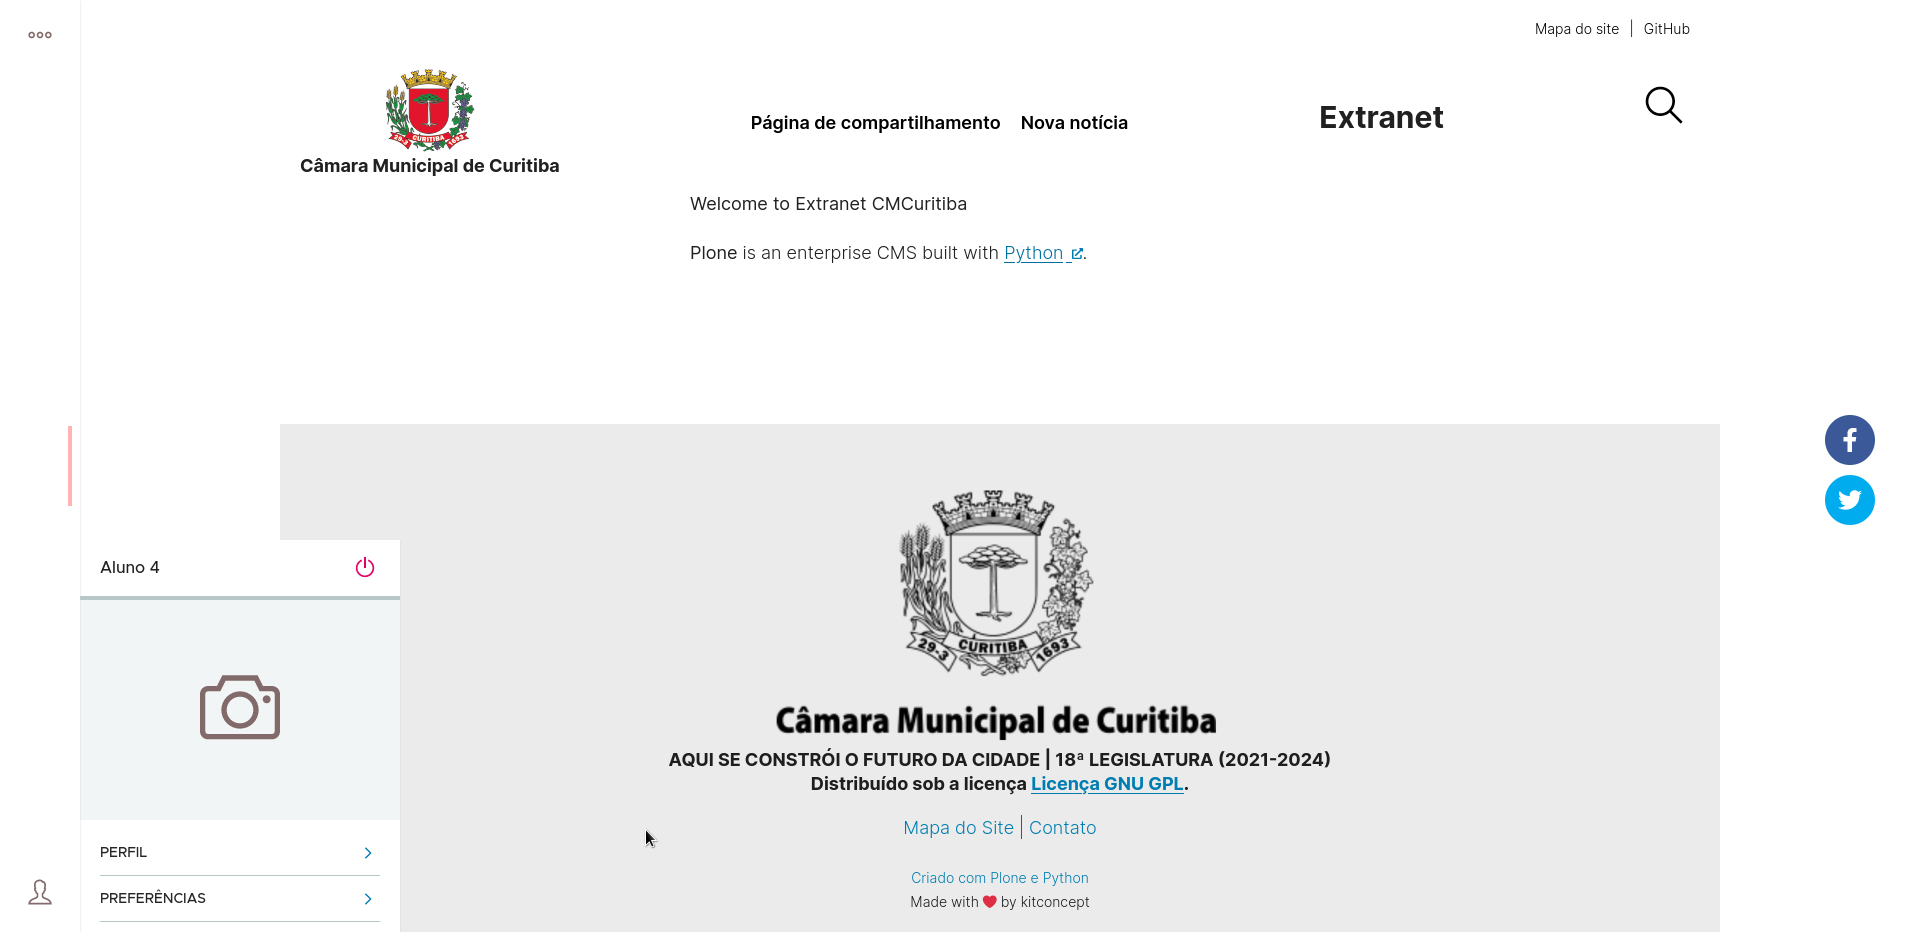 Mapa do site | GitHub
29-3 CURITIBA 1693
Câmara Municipal de Curitiba
Página de compartilhamento Nova notícia
Extranet
Welcome to Extranet CMCuritiba
Plone is an enterprise CMS built with Python.
Aluno 4
PERFIL
PREFERÊNCIAS
29-3 CURITIBA 1693
Câmara Municipal de Curitiba
AQUI SE CONSTRÓI O FUTURO DA CIDADE | 18ª LEGISLATURA (2021-2024)
Distribuído sob a licença Licença GNU GPL.
Mapa do Site | Contato
Criado com Plone e Python
Made with ❤ by kitconcept